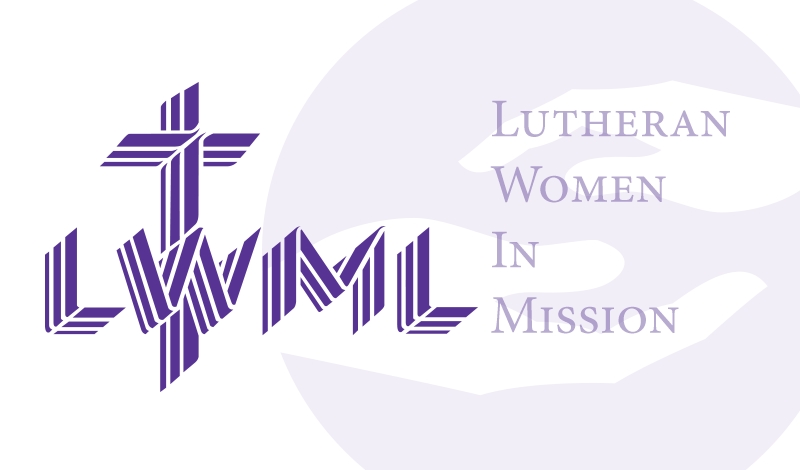 LWML
Lutheran
Women
In
Mission